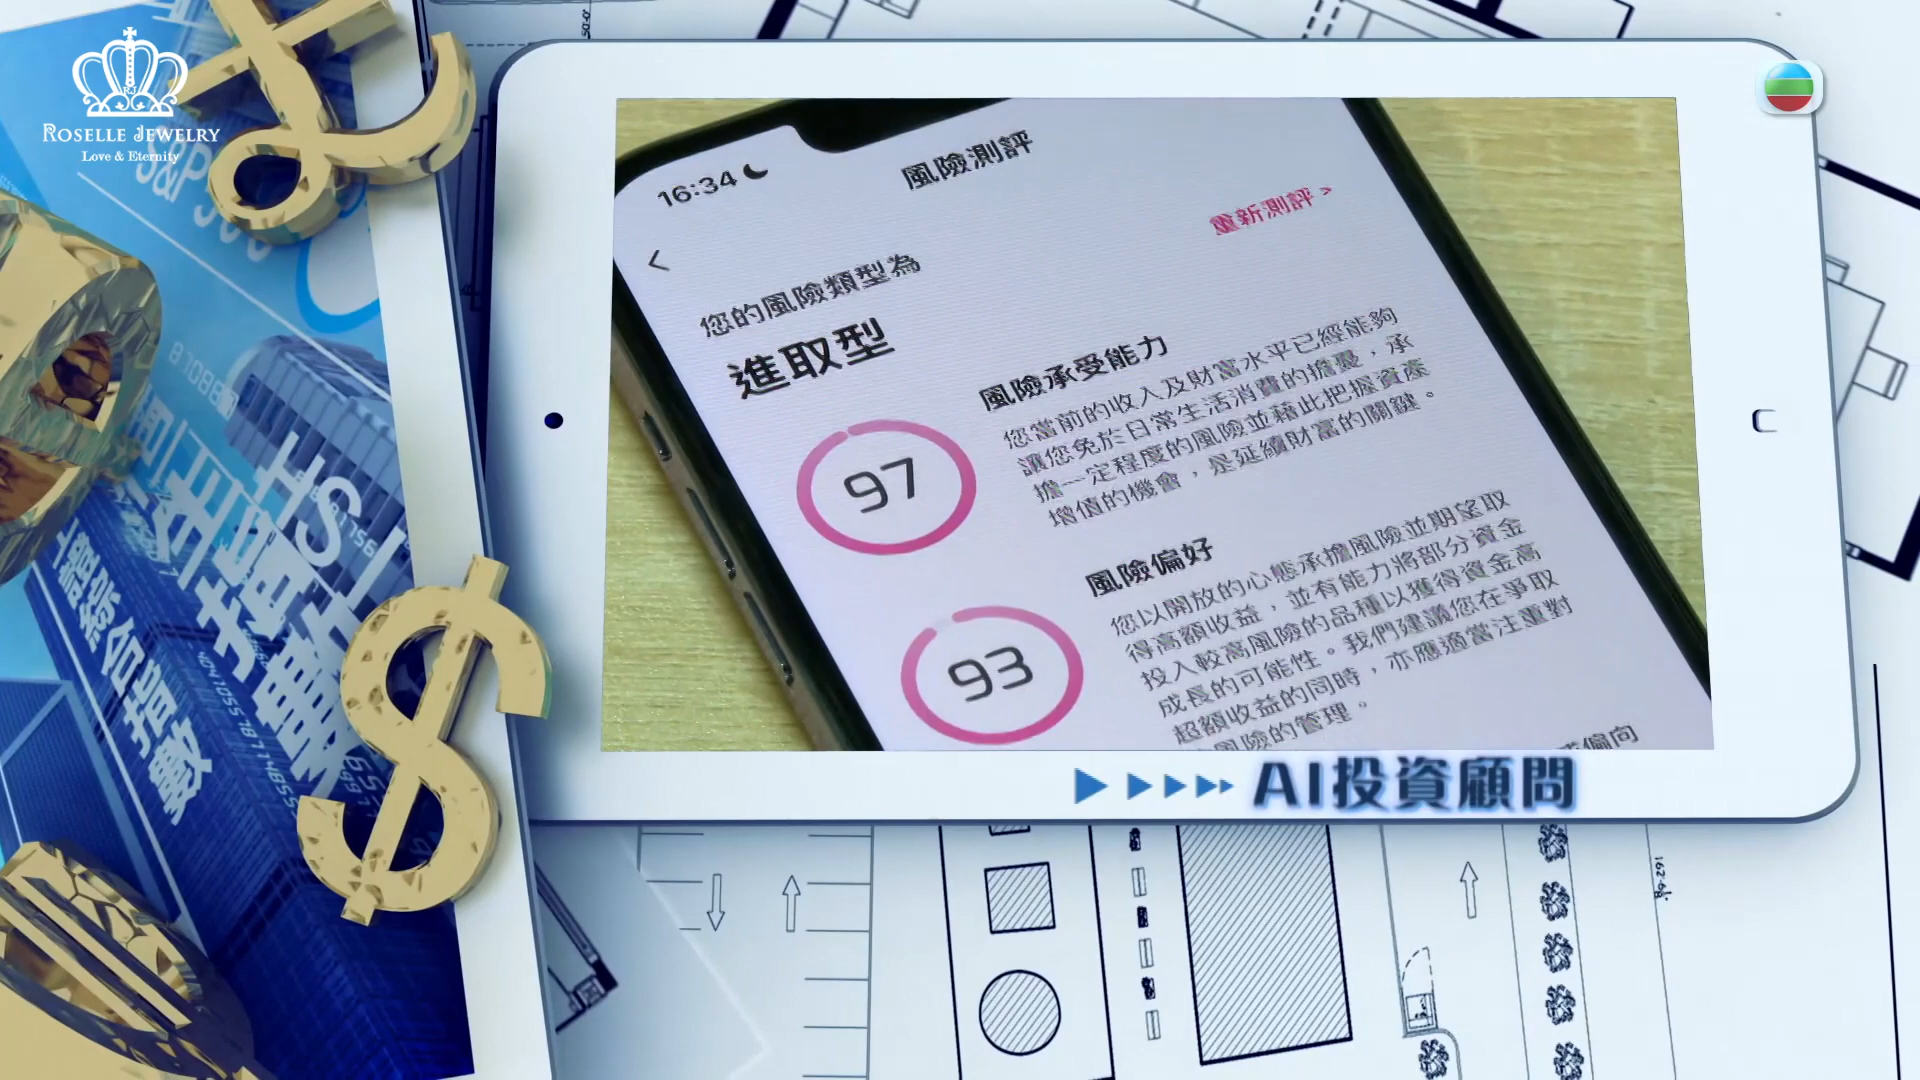 ROSELLE JEWELRY
Love & Eternity
S&P 500
HSI
16:34
風險測評
重新測評 >
您的風險類型為
進取型
97
風險承受能力
您當前的收入及財富水平已經能夠
讓您免於日常生活消費的擔憂，承
擔一定程度的風險並藉此把握資產
增值的機會，是延續財富的關鍵。
93
風險偏好
您以開放的心態承擔風險並期望取
得高額收益，並有能力將部分資金
投入較高風險的品種以獲得資金高
成長的可能性。我們建議您在爭取
超額收益的同時，亦應適當注重對
風險的管理。
偏向
AI投資顧問
上證綜合指數